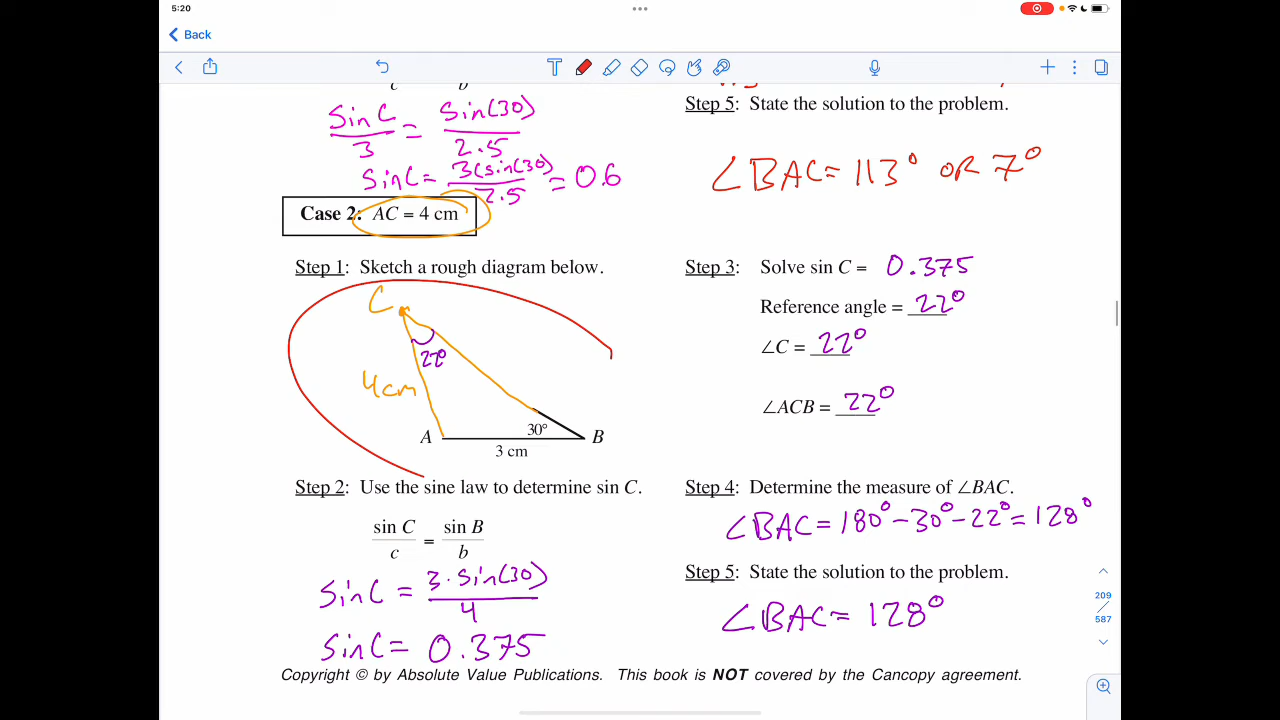 5:20
Back
c b
sin C / 3 = sin(30) / 2.5
sin C = 3(sin(30) / 2.5 = 0.6
Case 2: AC = 4 cm
Step 1: Sketch a rough diagram below.
C
22°
4cm
A
30°
B
3 cm
Step 2: Use the sine law to determine sin C.
sin C / c = sin B / b
sin C = 3·sin(30) / 4
sin C = 0.375
Step 5: State the solution to the problem.
∠BAC = 113° OR 7°
Step 3: Solve sin C = 0.375
Reference angle = 22°
∠C = 22°
∠ACB = 22°
Step 4: Determine the measure of ∠BAC.
∠BAC = 180° - 30° - 22° = 128°
Step 5: State the solution to the problem.
∠BAC = 128°
209
587
Copyright © by Absolute Value Publications. This book is NOT covered by the Cancopy agreement.